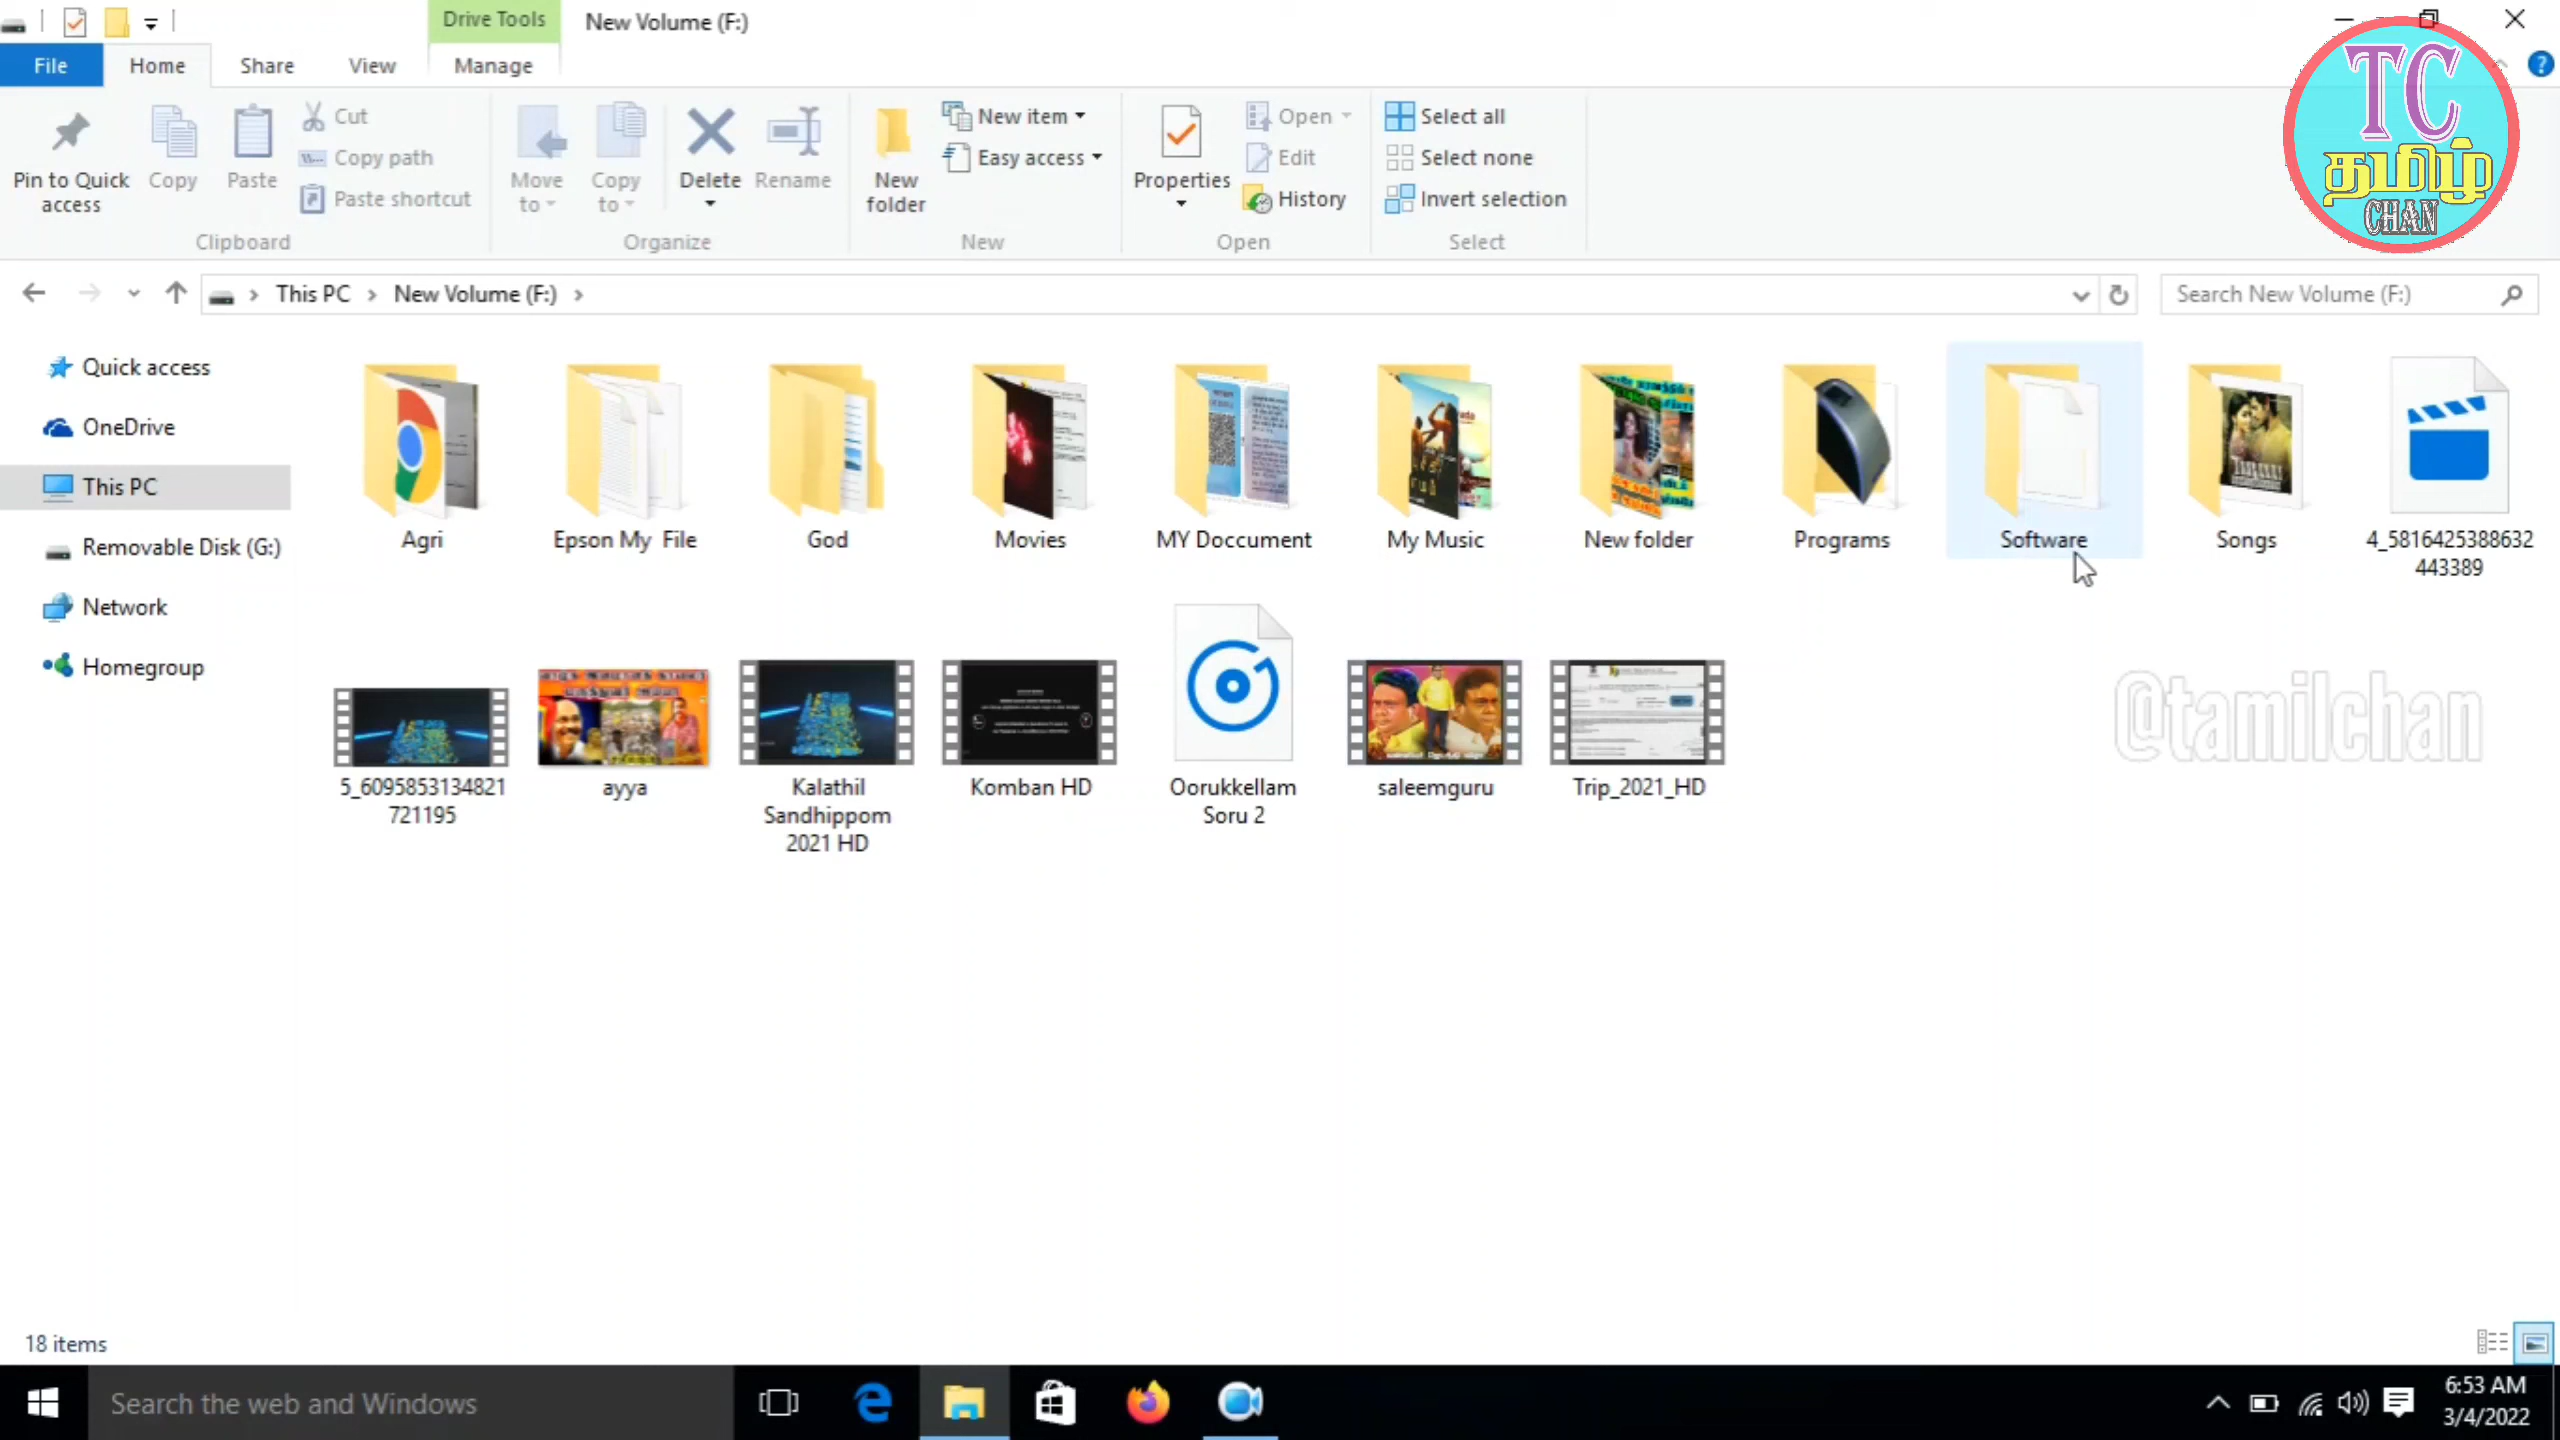 Drive Tools
New Volume (F:)
File
Home
Share
View
Manage
Pin to Quick
access
Copy
Paste
Cut
Copy path
Paste shortcut
Clipboard
Move
to
Copy
to
Delete
Rename
Organize
New
folder
New item
Easy access
New
Properties
Open
Edit
History
Open
Select all
Select none
Invert selection
Select
TC
தமிழ்
CHAN
This PC
New Volume (F:)
Search New Volume (F:)
Quick access
OneDrive
This PC
Removable Disk (G:)
Network
Homegroup
Agri
Epson My File
God
Movies
MY Doccument
My Music
New folder
Programs
Software
Songs
4_5816425388632
443389
5_6095853134821
721195
ayya
Kalathil
Sandhippom
2021 HD
Komban HD
Oorukkellam
Soru 2
saleemguru
Trip_2021_HD
@tamilchan
18 items
Search the web and Windows
6:53 AM
3/4/2022